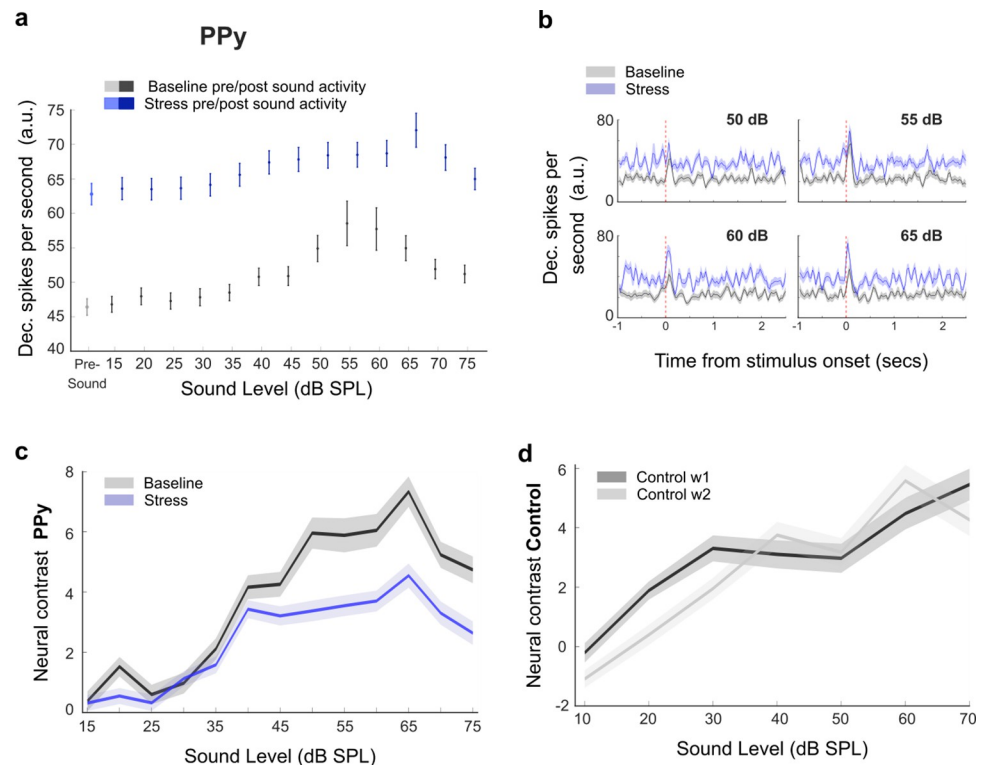 a
PPy
Baseline pre/post sound activity
Stress pre/post sound activity
Dec. spikes per second (a.u.)
75
70
65
60
55
50
45
40
Pre-
Sound
15 20 25 30 35 40 45 50 55 60 65 70 75
Sound Level (dB SPL)
b
Baseline
Stress
50 dB
55 dB
60 dB
65 dB
Dec. spikes per
second (a.u.)
80
0
80
0
-1 0 1 2
-1 0 1 2
Time from stimulus onset (secs)
c
Baseline
Stress
Neural contrast PPy
8
6
4
2
0
15 25 35 45 55 65 75
Sound Level (dB SPL)
d
Control w1
Control w2
Neural contrast Control
6
4
2
0
-2
10 20 30 40 50 60 70
Sound Level (dB SPL)